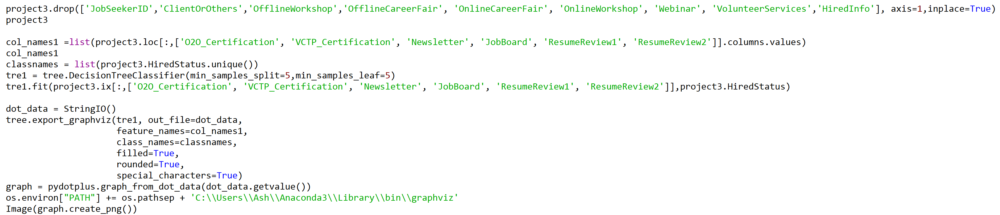 project3.drop(['JobSeekerID','ClientOrOthers','OfflineWorkshop','OfflineCareerFair', 'OnlineCareerFair', 'OnlineWorkshop', 'Webinar', 'VolunteerServices','HiredInfo'], axis=1,inplace=True)
project3

col_names1 =list(project3.loc[:,['O2O_Certification', 'VCTP_Certification', 'Newsletter', 'JobBoard', 'ResumeReview1', 'ResumeReview2']].columns.values)
col_names1
classnames = list(project3.HiredStatus.unique())
tre1 = tree.DecisionTreeClassifier(min_samples_split=5,min_samples_leaf=5)
tre1.fit(project3.ix[:,['O2O_Certification', 'VCTP_Certification', 'Newsletter', 'JobBoard', 'ResumeReview1', 'ResumeReview2']],project3.HiredStatus)

dot_data = StringIO()
tree.export_graphviz(tre1, out_file=dot_data,
                     feature_names=col_names1,
                     class_names=classnames,
                     filled=True,
                     rounded=True,
                     special_characters=True)
graph = pydotplus.graph_from_dot_data(dot_data.getvalue())
os.environ["PATH"] += os.pathsep + 'C:\\Users\\Ash\\Anaconda3\\Library\\bin\\graphviz'
Image(graph.create_png())